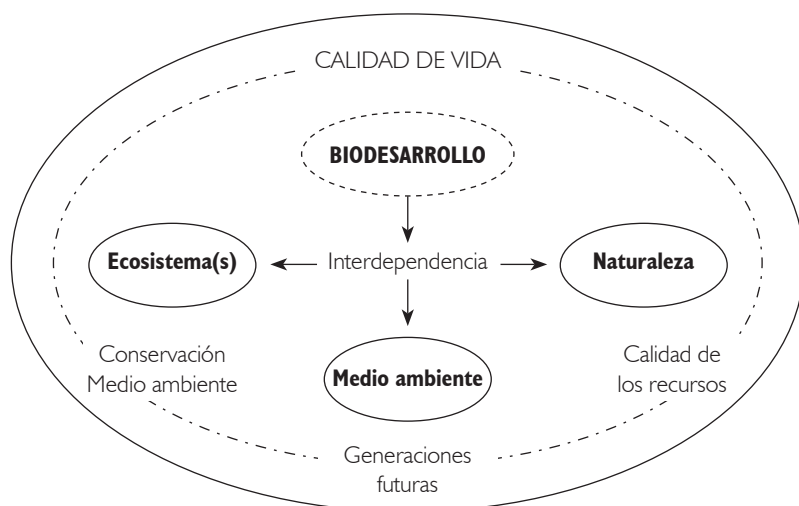 CALIDAD DE VIDA
BIODESARROLLO
Ecosistema(s)
Interdependencia
Naturaleza
Conservación
Medio ambiente
Medio ambiente
Calidad de
los recursos
Generaciones
futuras